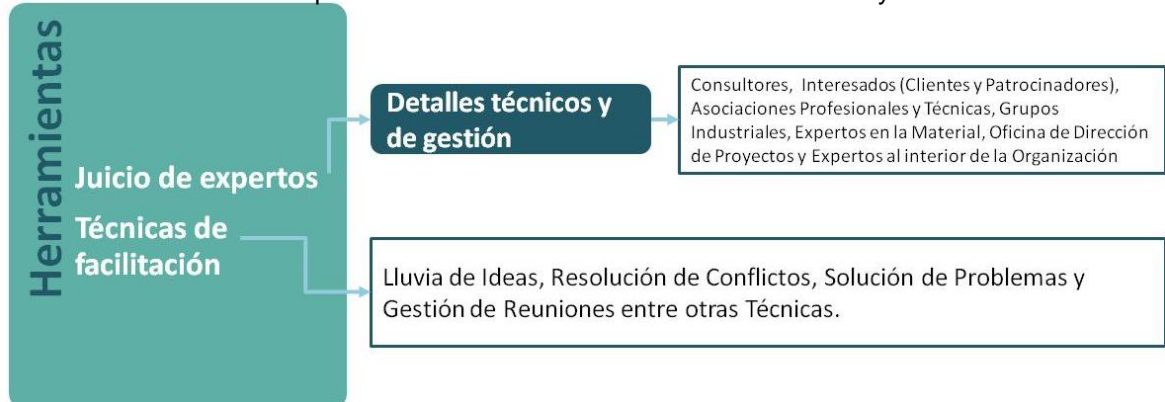 Herramientas
Juicio de expertos
Técnicas de
facilitación
Detalles técnicos y
de gestión
Consultores, Interesados (Clientes y Patrocinadores),
Asociaciones Profesionales y Técnicas, Grupos
Industriales, Expertos en la Material, Oficina de Dirección
de Proyectos y Expertos al interior de la Organización
Lluvia de Ideas, Resolución de Conflictos, Solución de Problemas y
Gestión de Reuniones entre otras Técnicas.